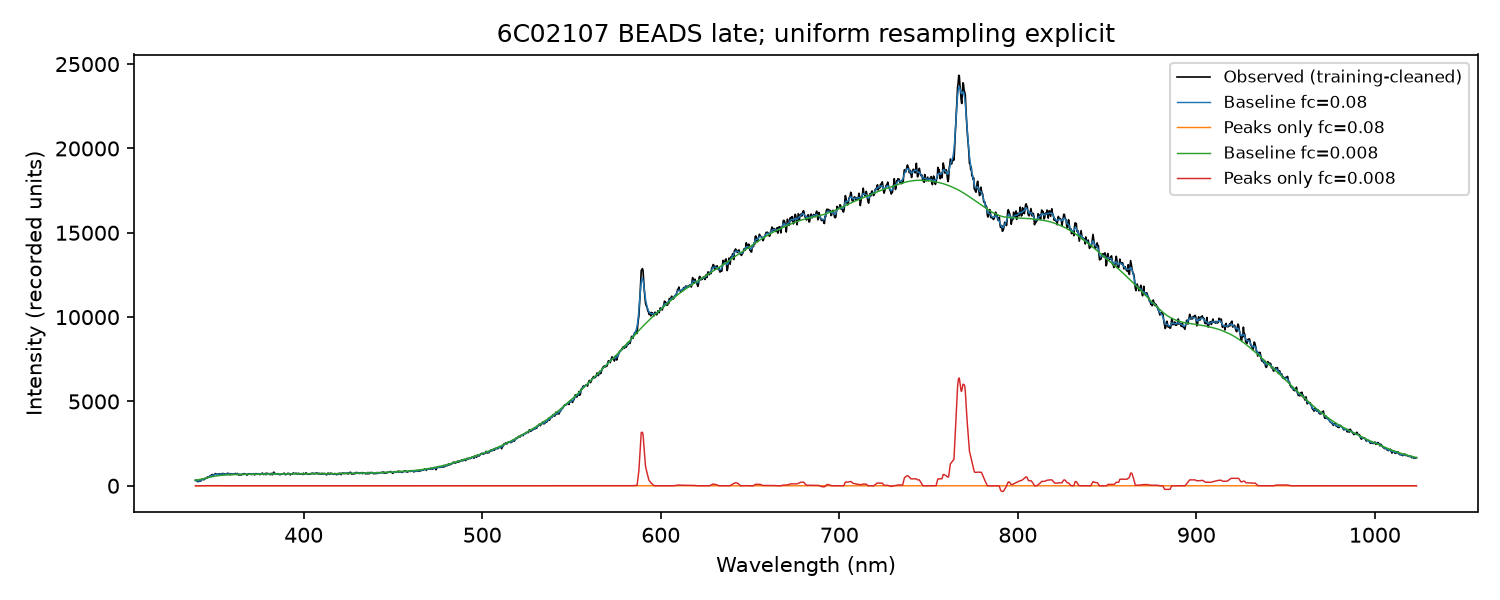 6C02107 BEADS late; uniform resampling explicit
25000
20000
15000
10000
5000
0
Intensity (recorded units)
400 500 600 700 800 900 1000
Wavelength (nm)
Observed (training-cleaned)
Baseline fc=0.08
Peaks only fc=0.08
Baseline fc=0.008
Peaks only fc=0.008